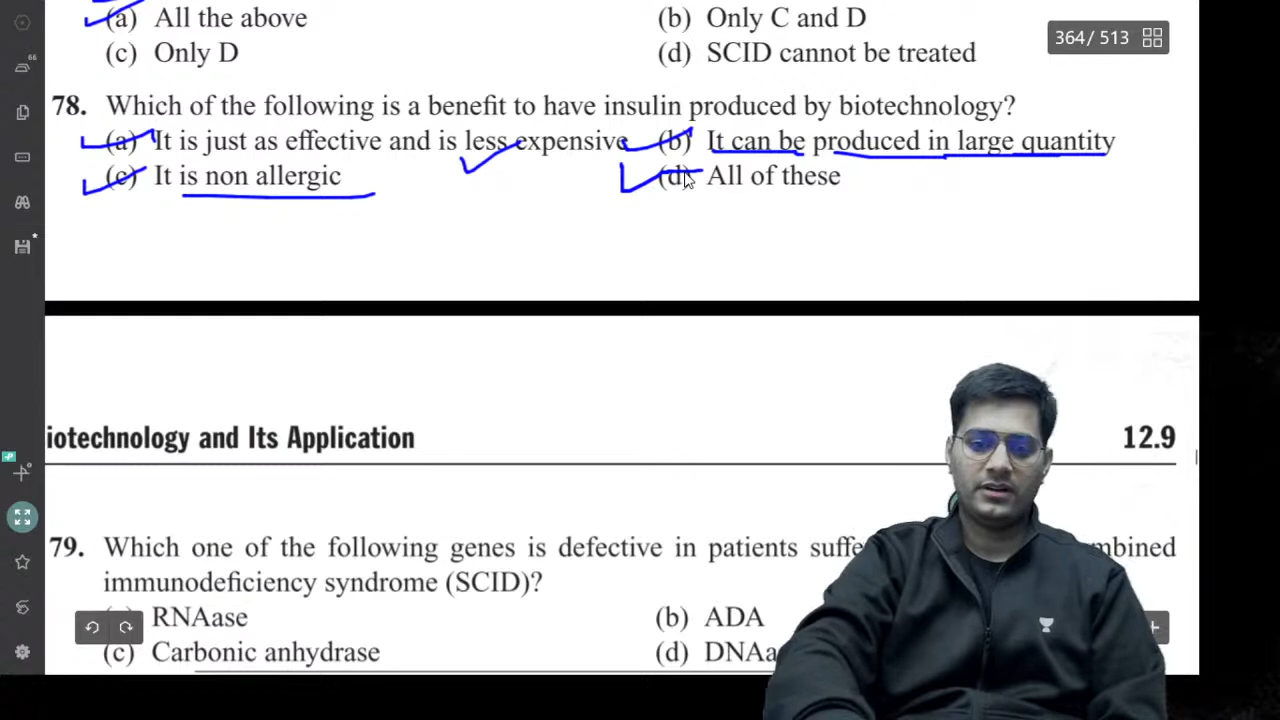 (a) All the above (b) Only C and D
364 / 513
(c) Only D (d) SCID cannot be treated
66
78. Which of the following is a benefit to have insulin produced by biotechnology?
(a) It is just as effective and is less expensive (b) It can be produced in large quantity
(c) It is non allergic (d) All of these
iotechnology and Its Application 12.9
79. Which one of the following genes is defective in patients suffe mbined
immunodeficiency syndrome (SCID)?
RNAase (b) ADA
(c) Carbonic anhydrase (d) DNAa